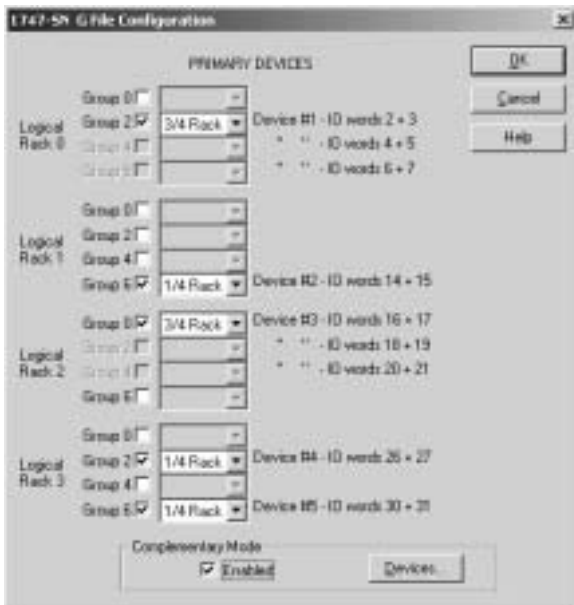 1747-SN G File Configuration
PRIMARY DEVICES
OK
Cancel
Help
Logical Rack 0
Group 0
Group 2 3/4 Rack Device #1 - IO words 2 + 3
Group 4 " " - IO words 4 + 5
Group 6 " " - IO words 6 + 7
Logical Rack 1
Group 0
Group 2
Group 4
Group 6 1/4 Rack Device #2 - IO words 14 + 15
Logical Rack 2
Group 0 3/4 Rack Device #3 - IO words 16 + 17
Group 2 " " - IO words 18 + 19
Group 4 " " - IO words 20 + 21
Group 6
Logical Rack 3
Group 0
Group 2 1/4 Rack Device #4 - IO words 26 + 27
Group 4
Group 6 1/4 Rack Device #5 - IO words 30 + 31
Complementary Mode
Enabled
Devices...